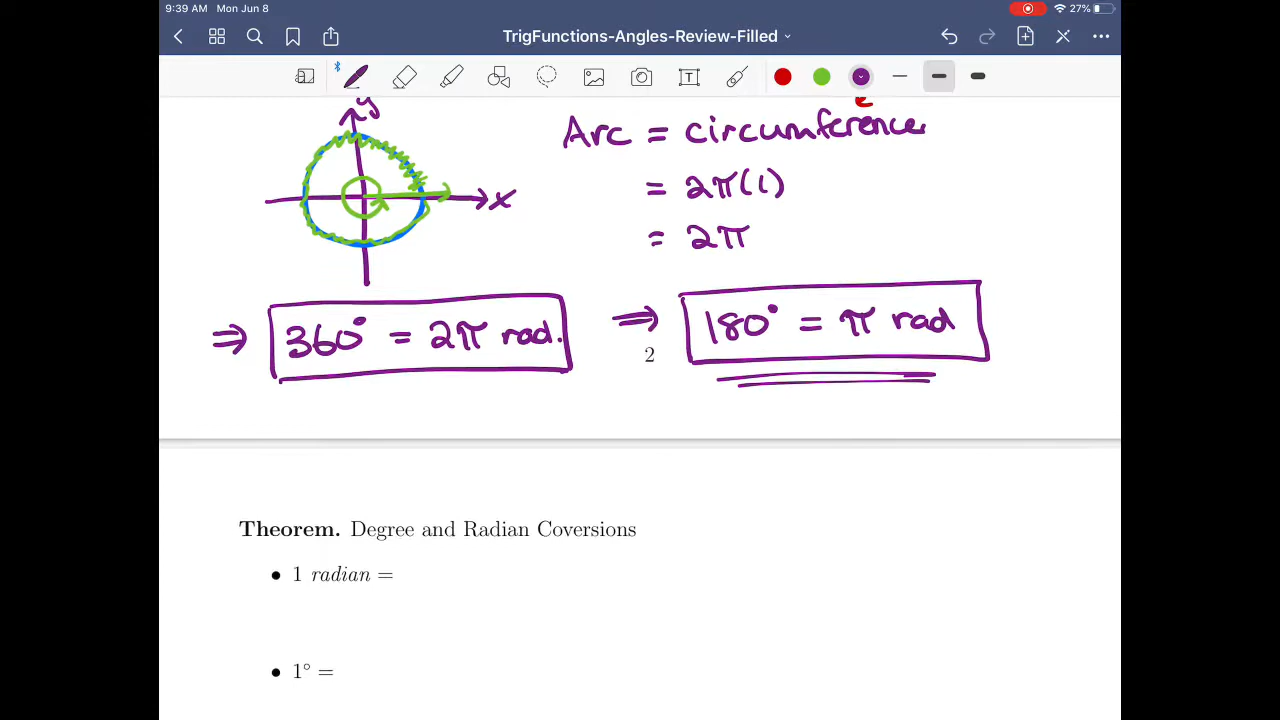 9:39 AM Mon Jun 8
27%
TrigFunctions-Angles-Review-Filled
T
y
x
Arc = circumference
= 2π(1)
= 2π
⇒ 360° = 2π rad.
⇒ 180° = π rad
2
Theorem. Degree and Radian Coversions
• 1 radian =
• 1° =